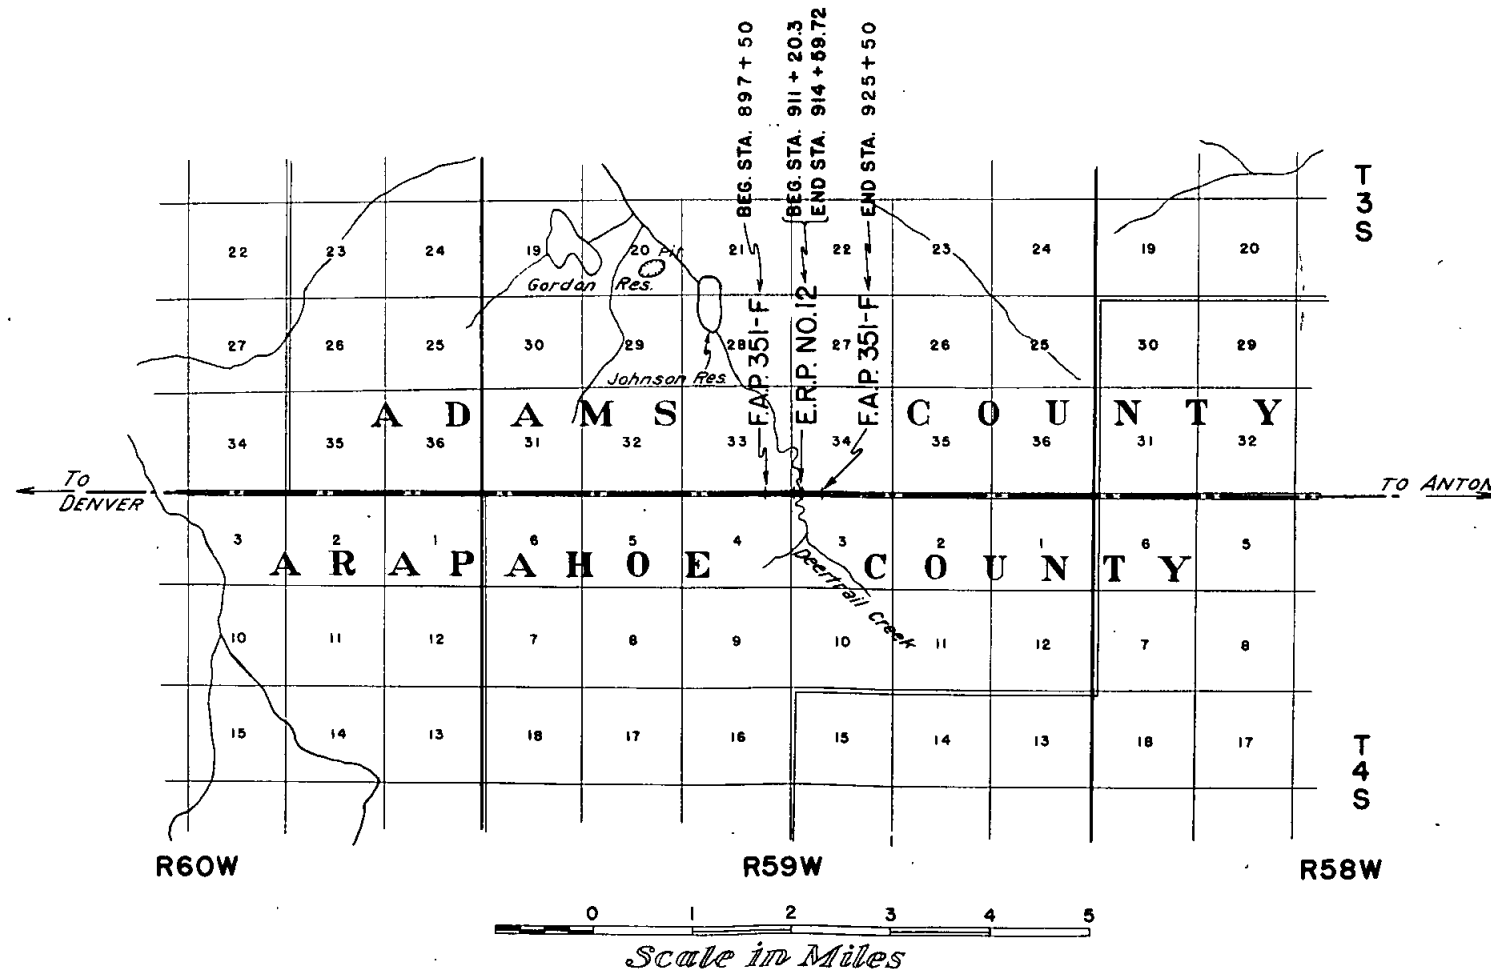 BEG. STA. 897 + 50
BEG. STA. 911 + 20.3
END STA. 914 + 59.72
END STA. 925 + 50
T
3
S
22 23 24 19 20 21 22 23 24 19 20
Pit
Gordon Res.
F.A.P. 351-F
E.R.P. NO.12
F.A.P. 351-F
27 26 25 30 29 28 27 26 25 30 29
Johnson Res.
ADAMS COUNTY
34 35 36 31 32 33 34 35 36 31 32
TO
DENVER
TO ANTON
3 2 1 6 5 4 3 2 1 6 5
ARAPAHOE COUNTY
Deertrail Creek
10 11 12 7 8 9 10 11 12 7 8
15 14 13 18 17 16 15 14 13 18 17
T
4
S
R60W R59W R58W
0 1 2 3 4 5
Scale in Miles